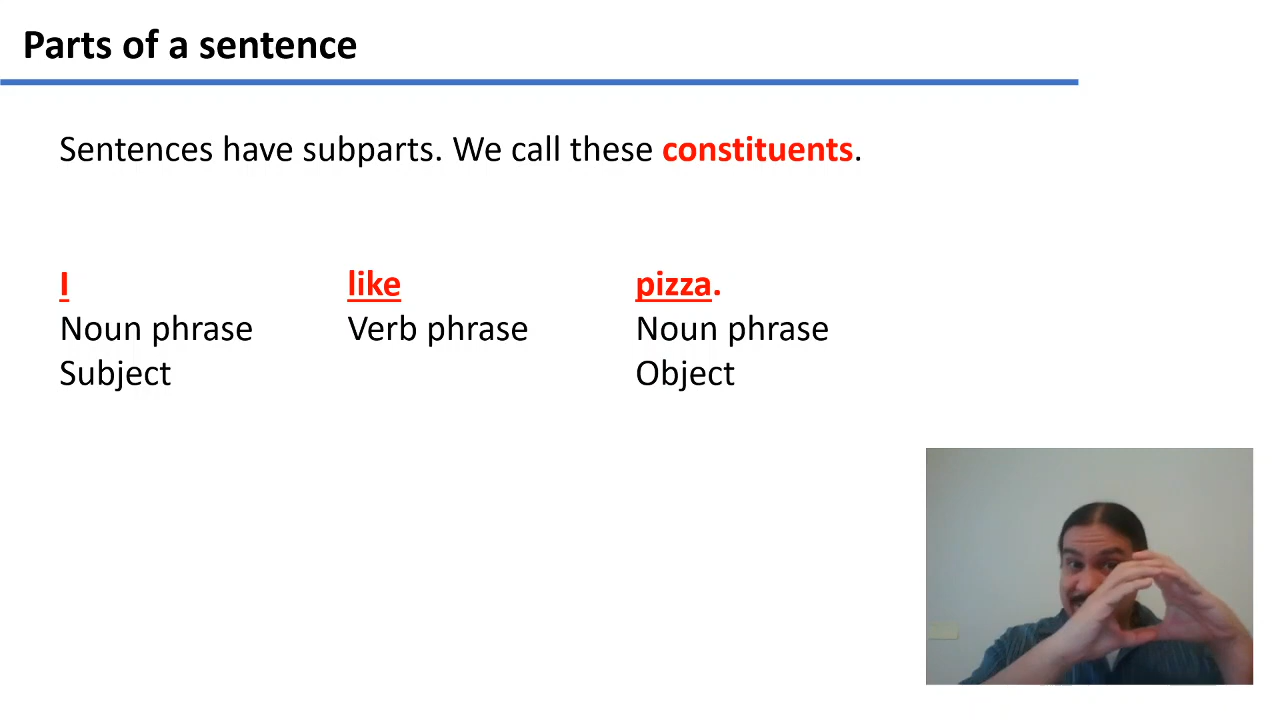 Parts of a sentence
Sentences have subparts. We call these constituents.
I like pizza.
Noun phrase Verb phrase Noun phrase
Subject Object